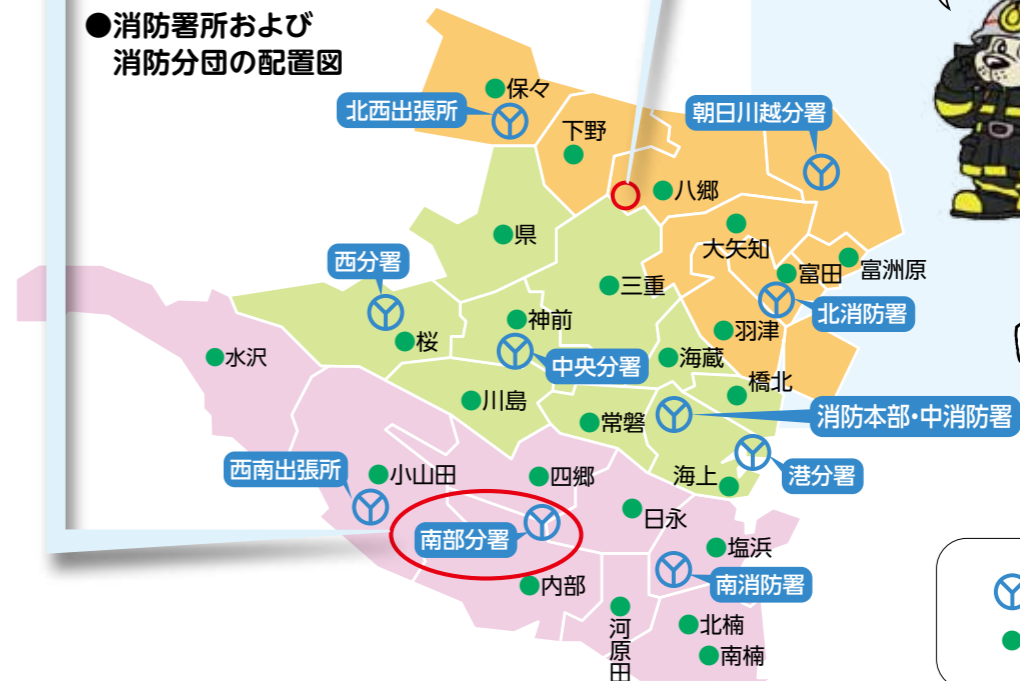 ●消防署所および
消防分団の配置図
保々
北西出張所
朝日川越分署
下野
八郷
県
大矢知
西分署
富田
富洲原
三重
北消防署
神前
羽津
桜
水沢
中央分署
海蔵
橋北
川島
常磐
消防本部・中消防署
西南出張所
小山田
四郷
海上
港分署
南部分署
日永
塩浜
内部
南消防署
河原田
北楠
南楠